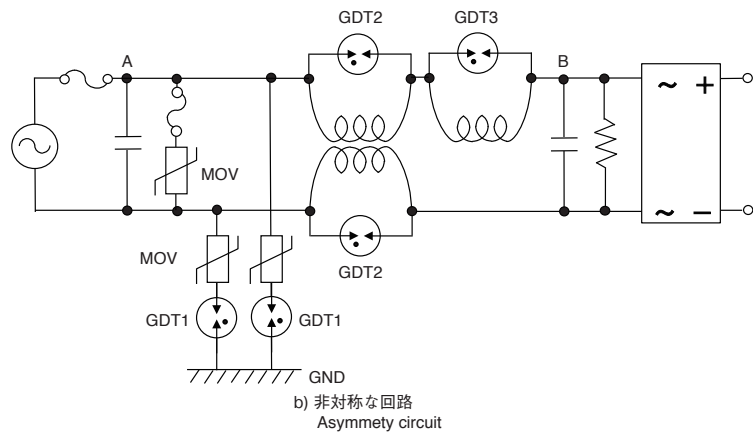 GDT2
GDT3
A
B
MOV
~ +
~ −
MOV
GDT2
GDT1
GDT1
GND
b) 非対称な回路
Asymmety circuit